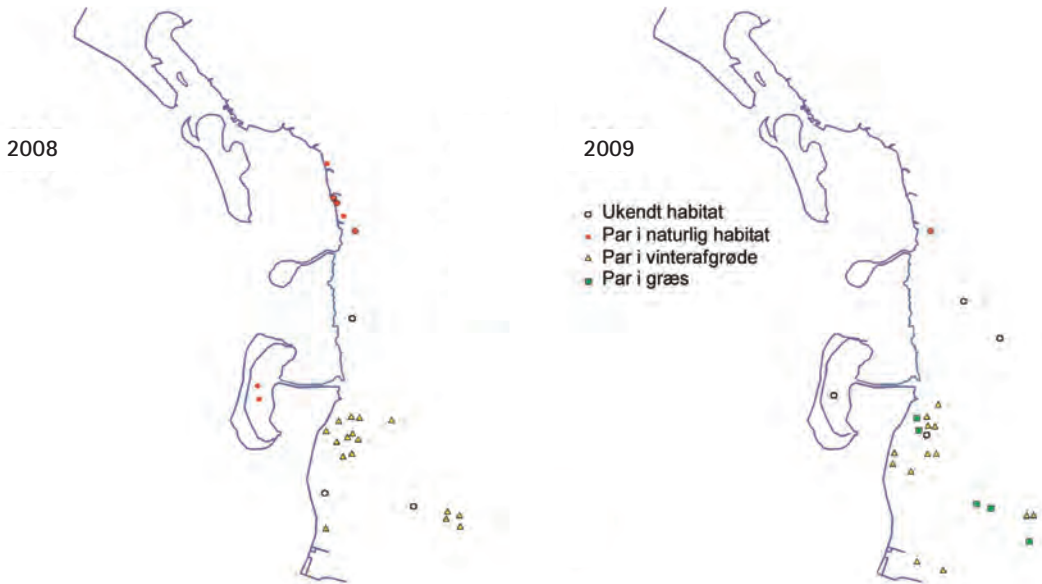 2008
2009
Ukendt habitat
Par i naturlig habitat
Par i vinterafgrøde
Par i græs